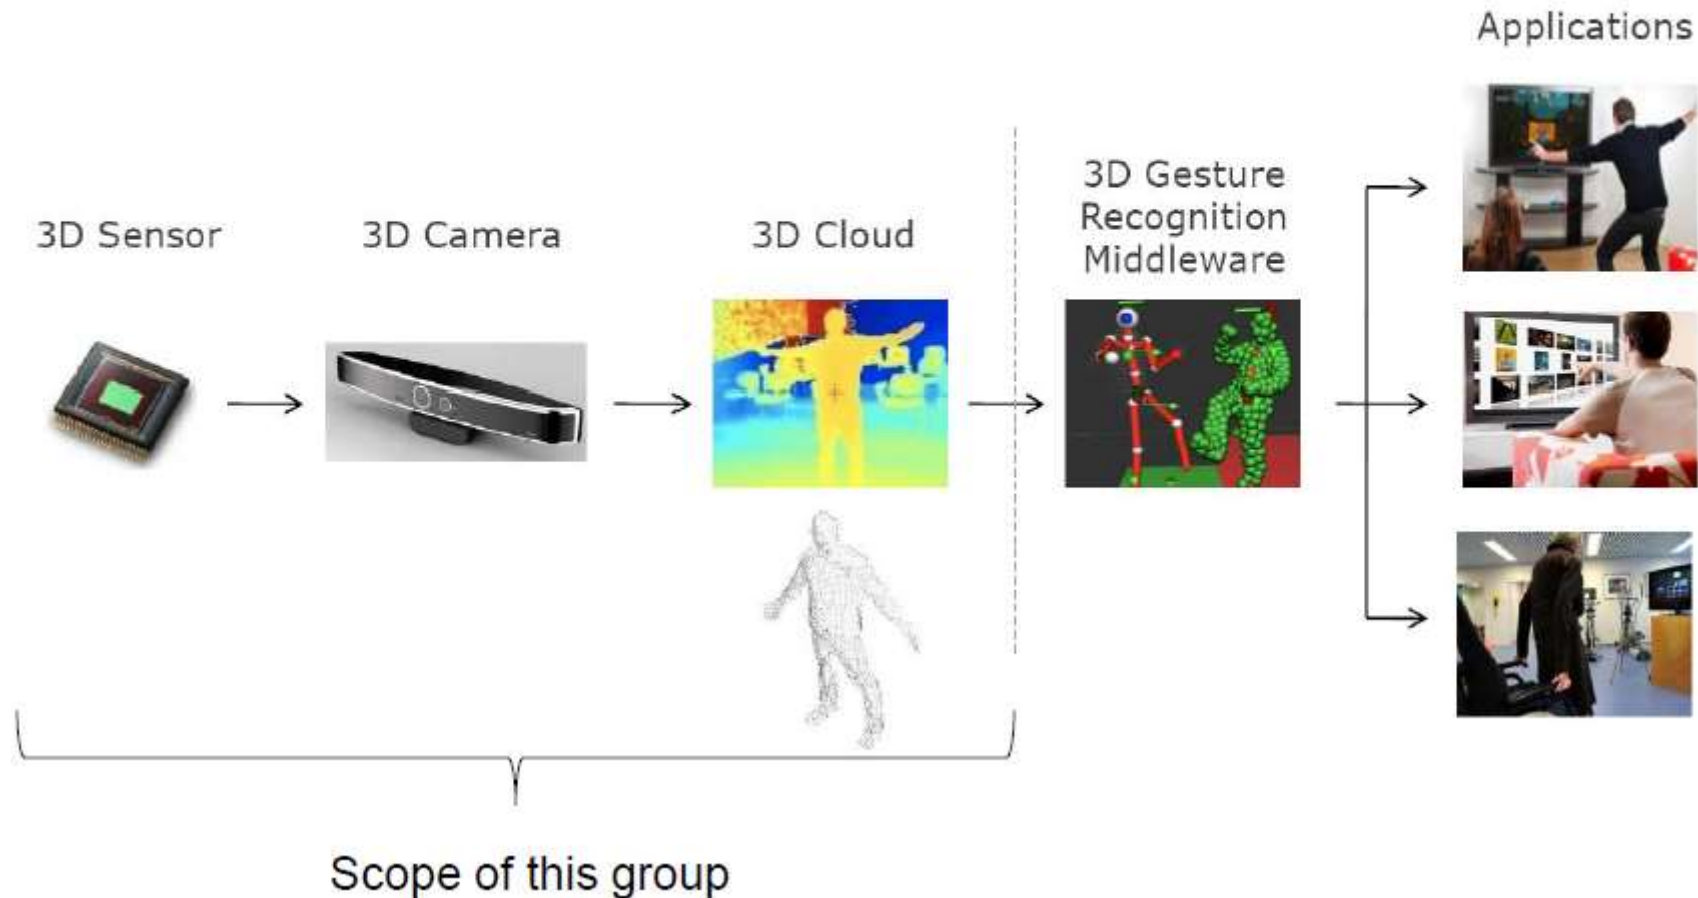 Applications
3D Sensor
3D Camera
3D Cloud
3D Gesture
Recognition
Middleware
Scope of this group